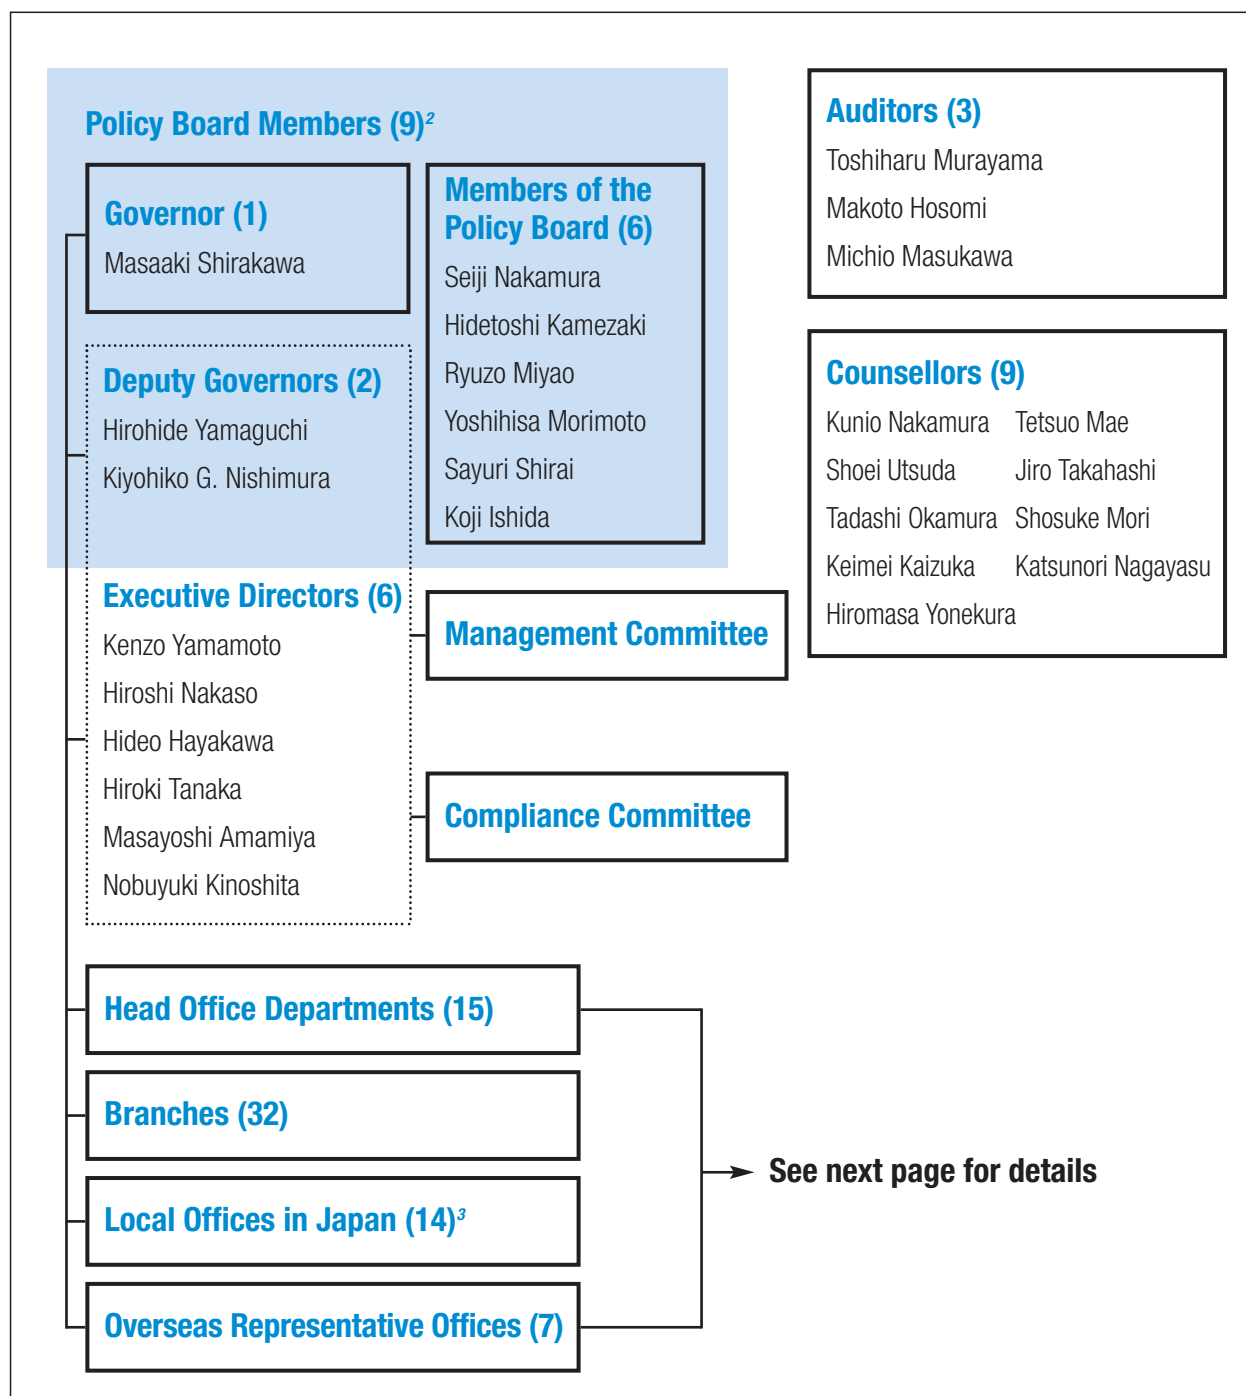 Policy Board Members (9)2
Governor (1)
Masaaki Shirakawa
Deputy Governors (2)
Hirohide Yamaguchi
Kiyohiko G. Nishimura
Members of the
Policy Board (6)
Seiji Nakamura
Hidetoshi Kamezaki
Ryuzo Miyao
Yoshihisa Morimoto
Sayuri Shirai
Koji Ishida
Executive Directors (6)
Kenzo Yamamoto
Hiroshi Nakaso
Hideo Hayakawa
Hiroki Tanaka
Masayoshi Amamiya
Nobuyuki Kinoshita
Management Committee
Compliance Committee
Auditors (3)
Toshiharu Murayama
Makoto Hosomi
Michio Masukawa
Counsellors (9)
Kunio Nakamura Tetsuo Mae
Shoei Utsuda Jiro Takahashi
Tadashi Okamura Shosuke Mori
Keimei Kaizuka Katsunori Nagayasu
Hiromasa Yonekura
Head Office Departments (15)
Branches (32)
Local Offices in Japan (14)3
Overseas Representative Offices (7)
See next page for details